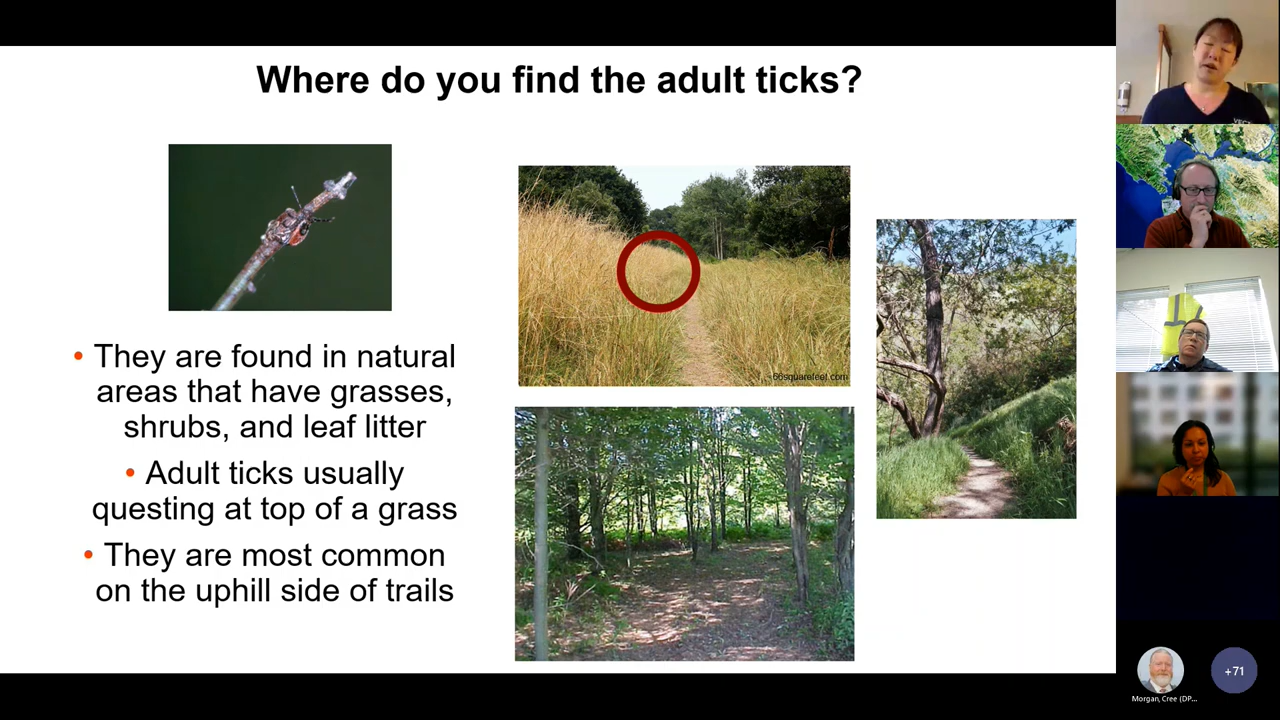 Where do you find the adult ticks?
• They are found in natural
areas that have grasses,
shrubs, and leaf litter
• Adult ticks usually
questing at top of a grass
• They are most common
on the uphill side of trails
66squarefeet.com
VECT
Morgan, Cree (DP...
+71